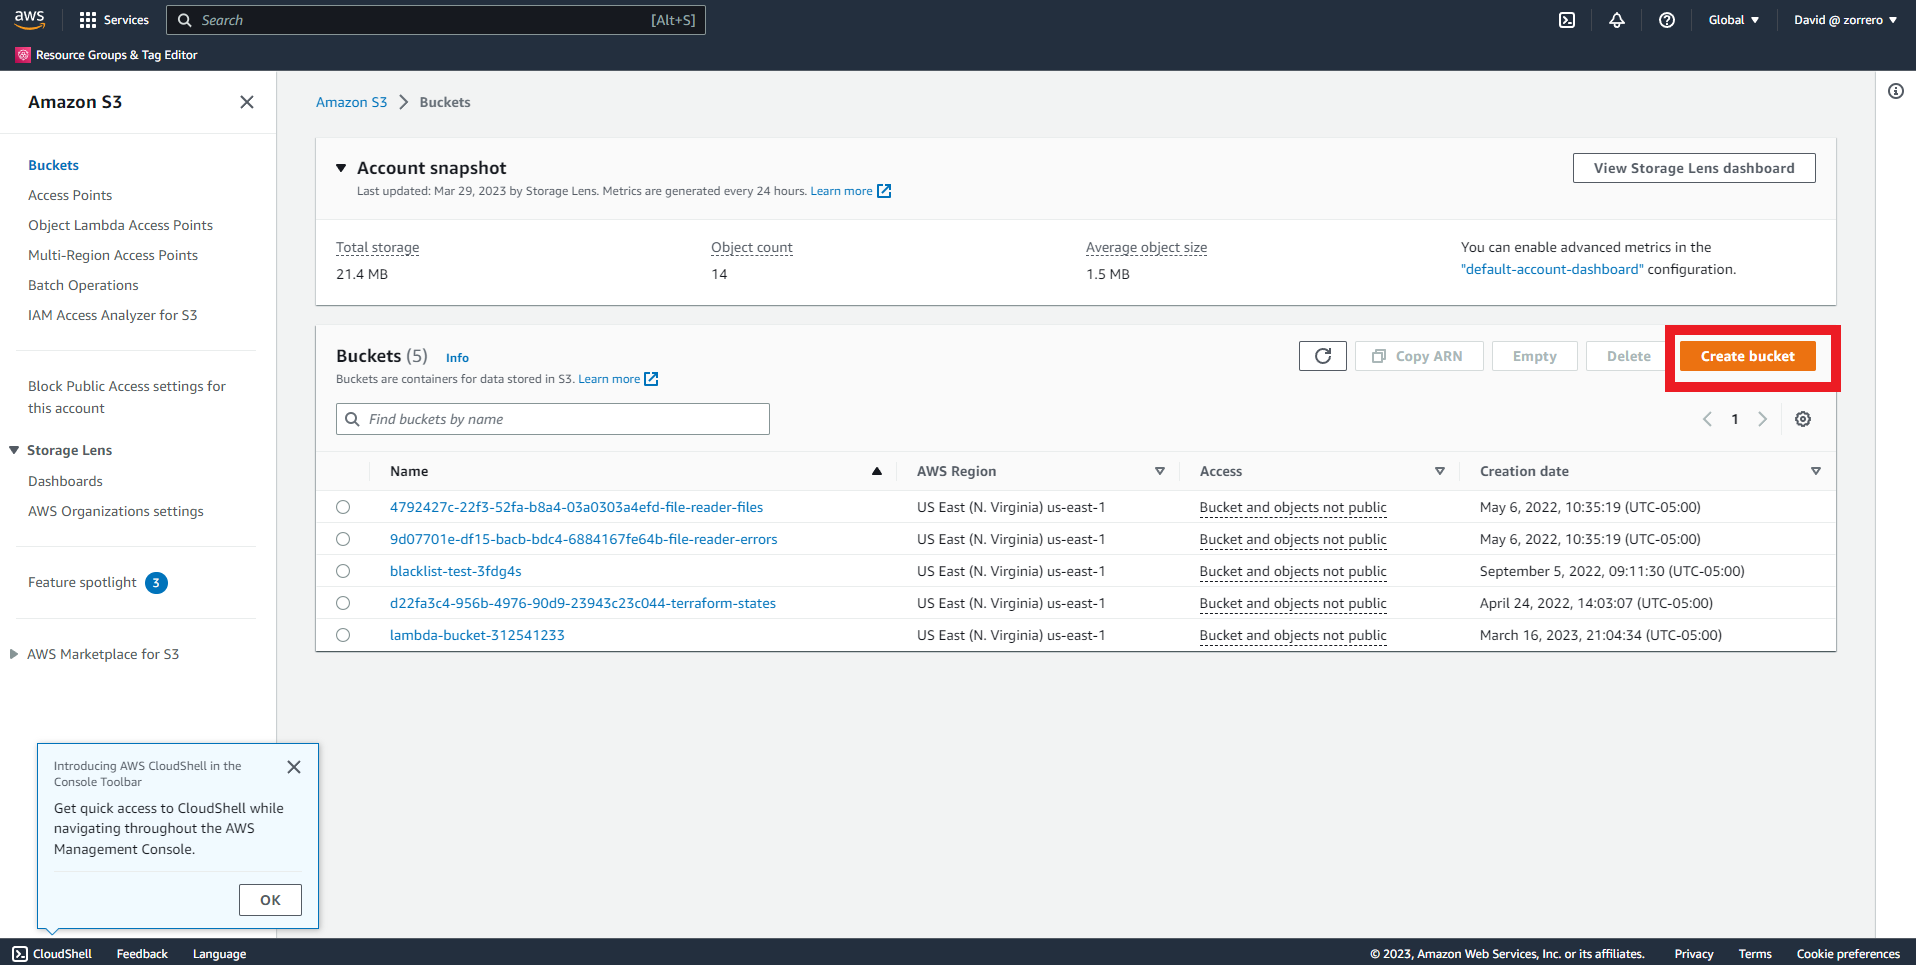 aws
Services
Search [Alt+S]
Global
David @ zorrero
Resource Groups & Tag Editor
Amazon S3
Buckets
Access Points
Object Lambda Access Points
Multi-Region Access Points
Batch Operations
IAM Access Analyzer for S3
Block Public Access settings for
this account
Storage Lens
Dashboards
AWS Organizations settings
Feature spotlight 3
AWS Marketplace for S3
Amazon S3 Buckets
Account snapshot
Last updated: Mar 29, 2023 by Storage Lens. Metrics are generated every 24 hours. Learn more
View Storage Lens dashboard
Total storage
21.4 MB
Object count
14
Average object size
1.5 MB
You can enable advanced metrics in the
"default-account-dashboard" configuration.
Buckets (5) Info
Buckets are containers for data stored in S3. Learn more
Copy ARN
Empty
Delete
Create bucket
Find buckets by name
1
Name AWS Region Access Creation date
4792427c-22f3-52fa-b8a4-03a0303a4efd-file-reader-files US East (N. Virginia) us-east-1 Bucket and objects not public May 6, 2022, 10:35:19 (UTC-05:00)
9d07701e-df15-bacb-bdc4-6884167fe64b-file-reader-errors US East (N. Virginia) us-east-1 Bucket and objects not public May 6, 2022, 10:35:19 (UTC-05:00)
blacklist-test-3fdg4s US East (N. Virginia) us-east-1 Bucket and objects not public September 5, 2022, 09:11:30 (UTC-05:00)
d22fa3c4-956b-4976-90d9-23943c23c044-terraform-states US East (N. Virginia) us-east-1 Bucket and objects not public April 24, 2022, 14:03:07 (UTC-05:00)
lambda-bucket-312541233 US East (N. Virginia) us-east-1 Bucket and objects not public March 16, 2023, 21:04:34 (UTC-05:00)
Introducing AWS CloudShell in the
Console Toolbar
Get quick access to CloudShell while
navigating throughout the AWS
Management Console.
OK
CloudShell Feedback Language
© 2023, Amazon Web Services, Inc. or its affiliates. Privacy Terms Cookie preferences